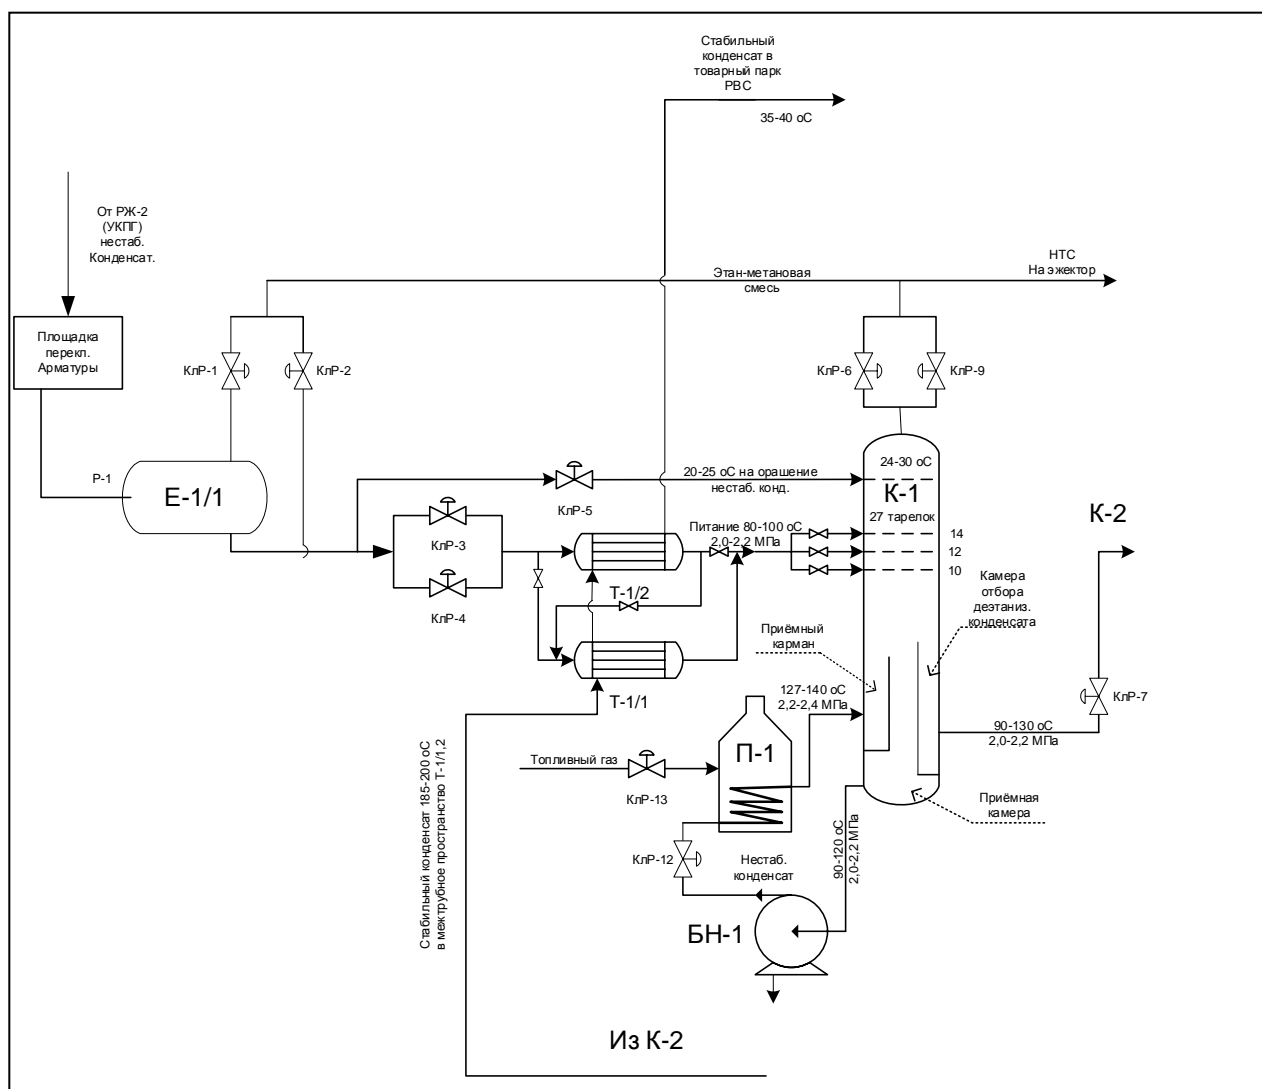 Стабильный
конденсат в
товарный парк
РВС
35-40 оС
От РЖ-2
(УКПГ)
нестаб.
Конденсат.
НТС
На эжектор
Этан-метановая
смесь
Площадка
перекл.
Арматуры
КлР-1
КлР-2
КлР-6
КлР-9
Р-1
Е-1/1
20-25 оС на орашение
нестаб. конд.
КлР-5
24-30 оС
К-1
27 тарелок
К-2
КлР-3
КлР-4
Питание 80-100 оС
2,0-2,2 МПа
14
12
10
Т-1/2
Камера
отбора
деэтаниз.
конденсата
Приёмный
карман
Т-1/1
127-140 оС
2,2-2,4 МПа
КлР-7
90-130 оС
2,0-2,2 МПа
П-1
Топливный газ
КлР-13
Приёмная
камера
Стабильный конденсат 185-200 оС
в межтрубное пространство Т-1/1,2
КлР-12
Нестаб.
конденсат
90-120 оС
2,0-2,2 МПа
БН-1
Из К-2